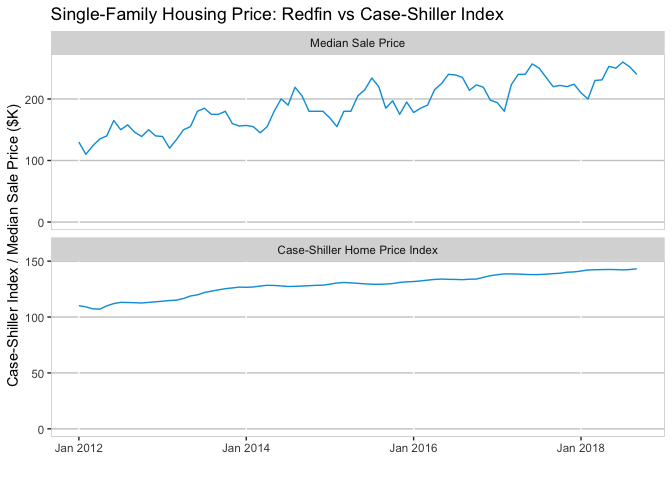 Single-Family Housing Price: Redfin vs Case-Shiller Index
Median Sale Price
200
100
0
Case-Shiller Index / Median Sale Price ($K)
Case-Shiller Home Price Index
150
100
50
0
Jan 2012 Jan 2014 Jan 2016 Jan 2018